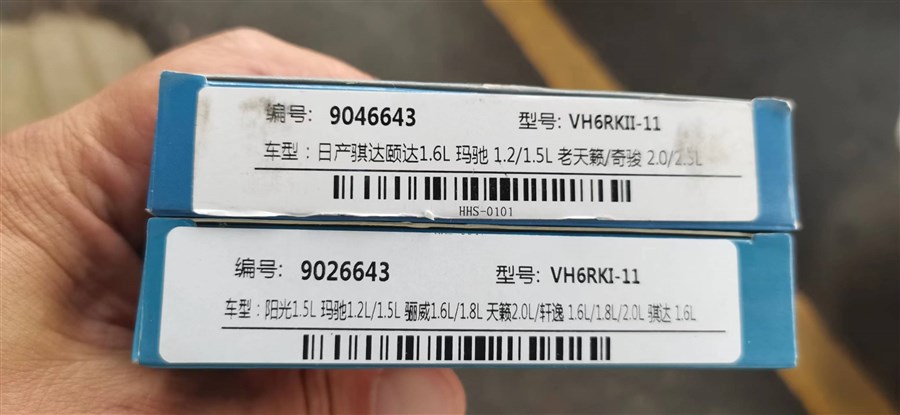 编号: 9046643 型号: VH6RKII-11
车型：日产骐达颐达1.6L 玛驰 1.2/1.5L 老天籁/奇骏 2.0/2.5L
HHS-0101
编号: 9026643 型号: VH6RKI-11
车型：阳光1.5L 玛驰1.2L/1.5L 骊威1.6L/1.8L 天籁2.0L/轩逸 1.6L/1.8L/2.0L 骐达 1.6L